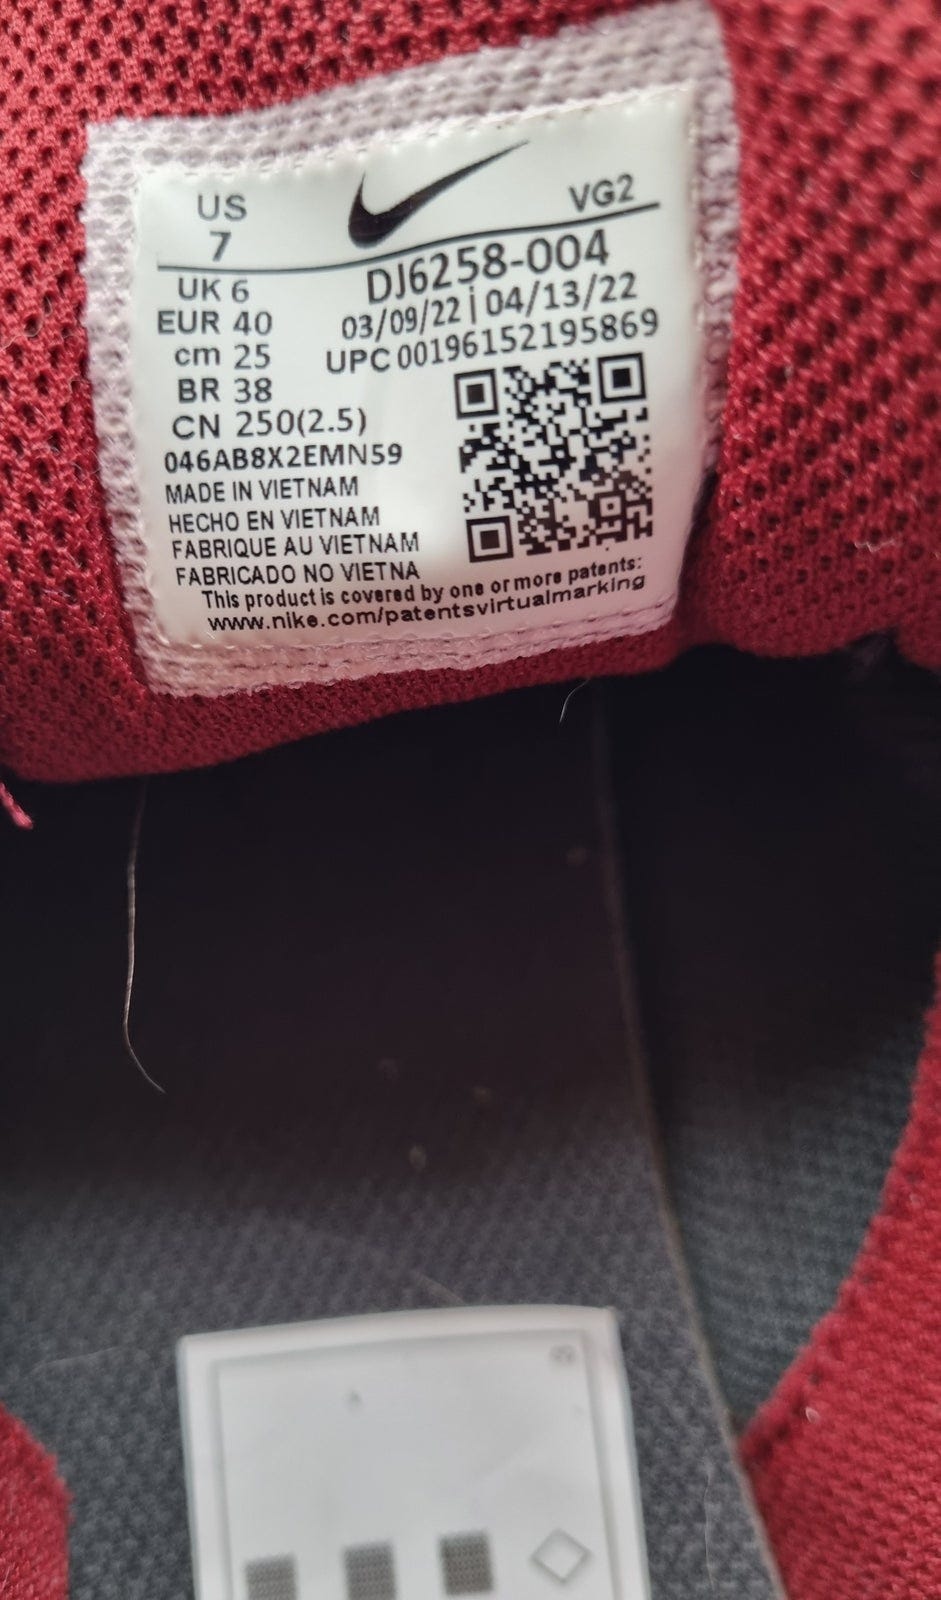 US
7
VG2
UK 6
EUR 40
cm 25
BR 38
CN 250(2.5)
DJ6258-004
03/09/22 | 04/13/22
UPC 00196152195869
046AB8X2EMN59
MADE IN VIETNAM
HECHO EN VIETNAM
FABRIQUE AU VIETNAM
FABRICADO NO VIETNA
This product is covered by one or more patents:
www.nike.com/patentsvirtualmarking